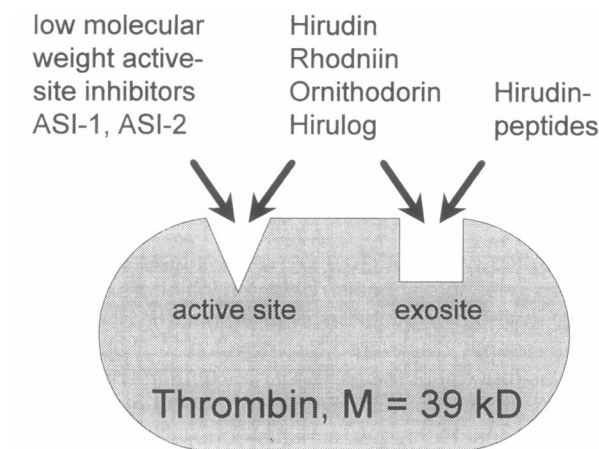 low molecular
weight active-
site inhibitors
ASI-1, ASI-2
Hirudin
Rhodniin
Ornithodorin
Hirulog
Hirudin-
peptides
active site
exosite
Thrombin, M = 39 kD